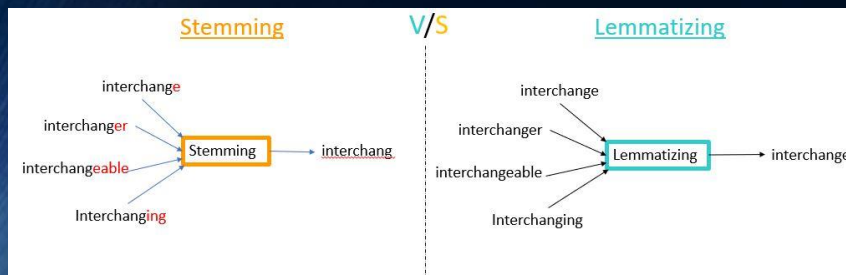 Stemming
V/S
Lemmatizing
interchange
interchanger
interchangeable
Interchanging
Stemming
interchang
interchange
interchanger
interchangeable
Interchanging
Lemmatizing
interchange